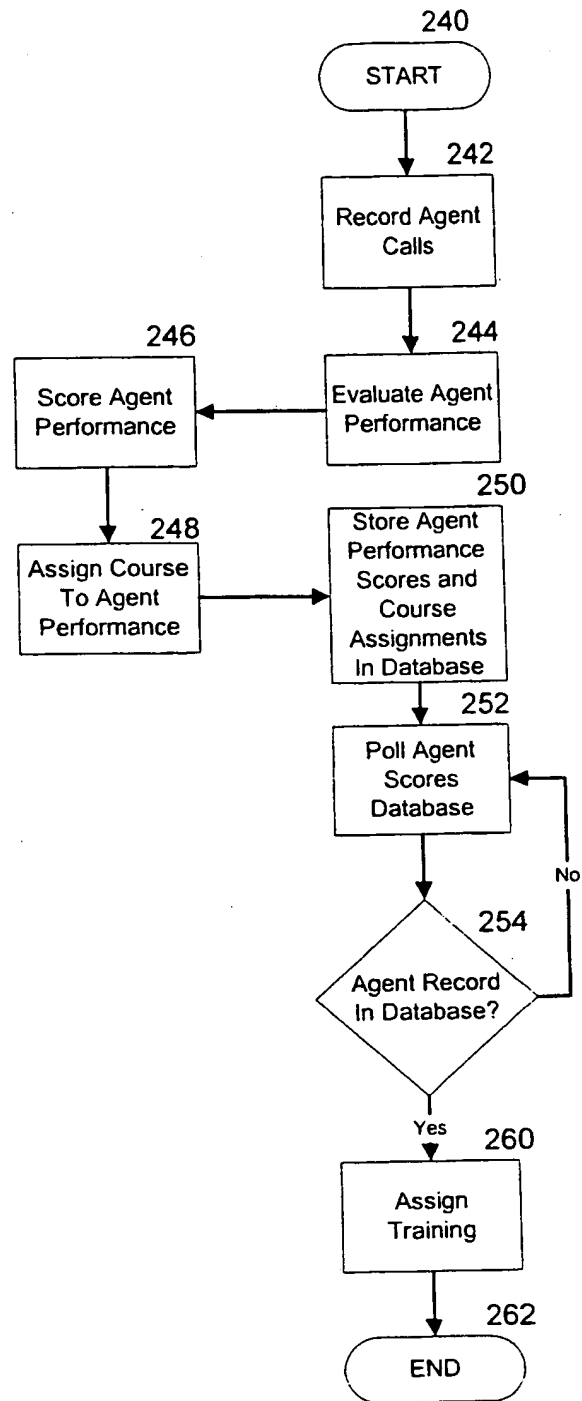 240
START
242
Record Agent
Calls
244
Evaluate Agent
Performance
246
Score Agent
Performance
248
Assign Course
To Agent
Performance
250
Store Agent
Performance
Scores and
Course
Assignments
In Database
252
Poll Agent
Scores
Database
No
254
Agent Record
In Database?
Yes
260
Assign
Training
262
END